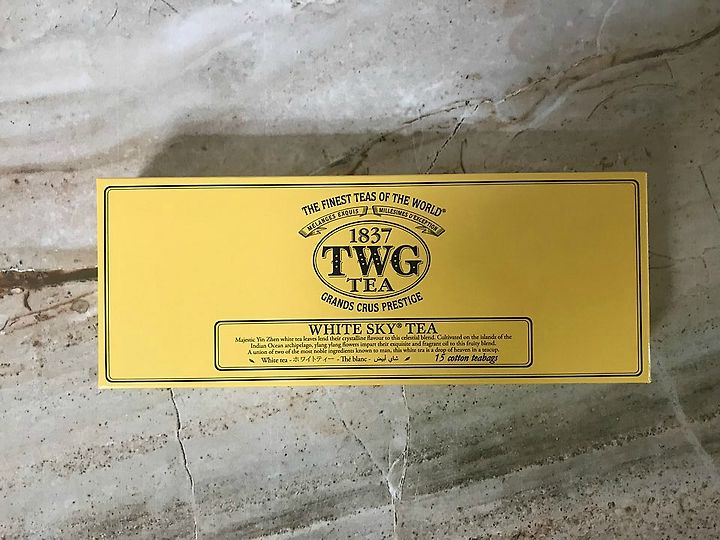 THE FINEST TEAS OF THE WORLD®
MELANGES EXQUIS MILLESIMES D'EXCEPTION
1837
TWG
TEA
GRANDS CRUS PRESTIGE
WHITE SKY® TEA
Majestic Yin Zhen white tea leaves lend their crystalline flavour to this celestial blend. Cultivated on the islands of the
Indian Ocean archipelago, ylang ylang flowers impart their exquisite and fragrant oil to this fruity blend.
A union of two of the most noble ingredients known to man, this white tea is a drop of heaven in a teacup.
White tea - ホワイトティー - Thé blanc - شاي أبيض 15 cotton teabags